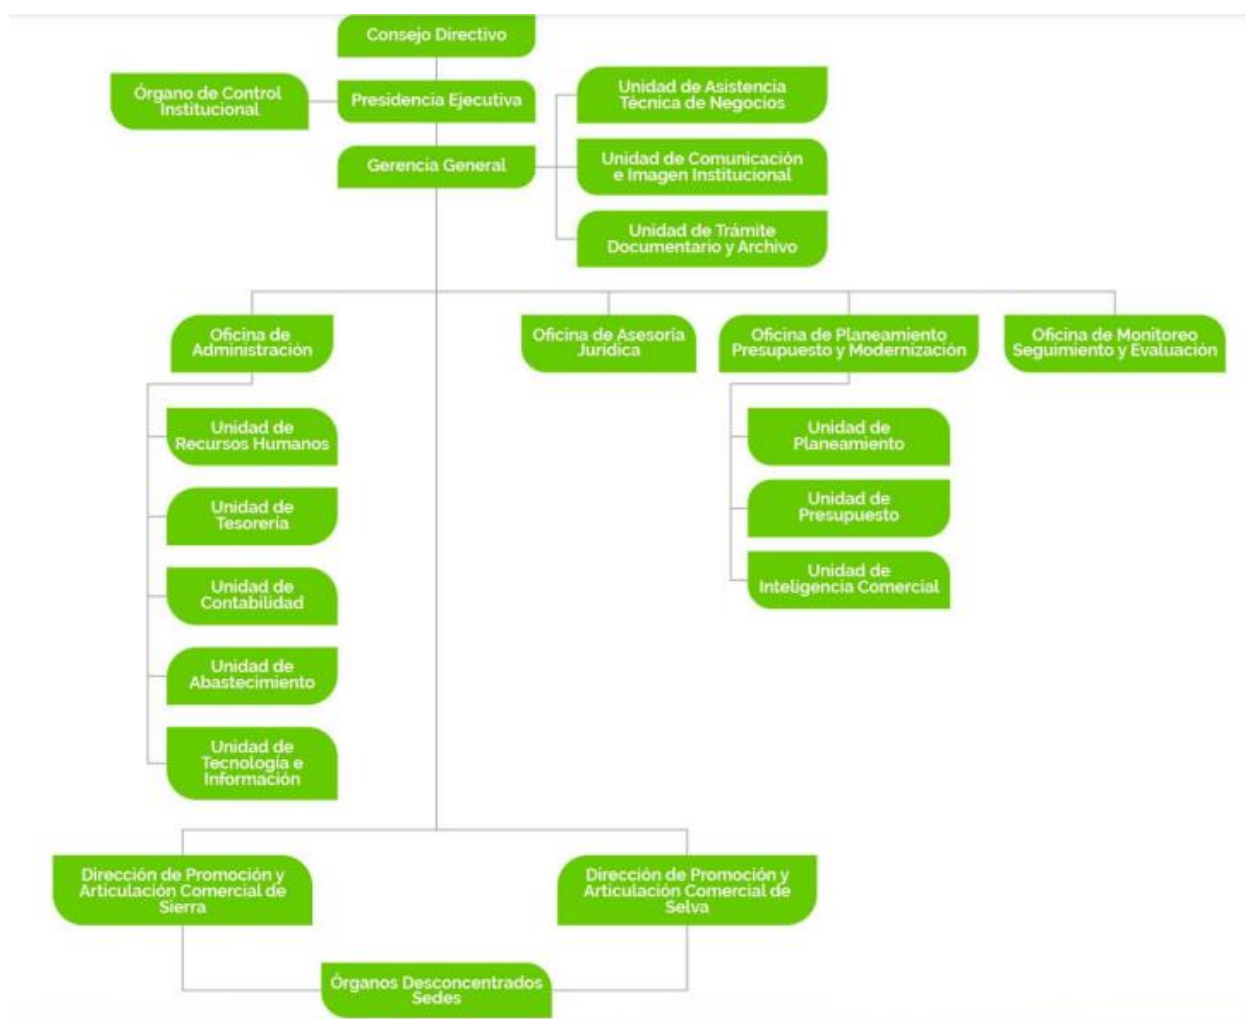 Consejo Directivo
Órgano de Control
Institucional
Presidencia Ejecutiva
Unidad de Asistencia
Técnica de Negocios
Gerencia General
Unidad de Comunicación
e Imagen Institucional
Unidad de Trámite
Documentario y Archivo
Oficina de
Administración
Oficina de Asesoría
Jurídica
Oficina de Planeamiento
Presupuesto y Modernización
Oficina de Monitoreo
Seguimiento y Evaluación
Unidad de
Recursos Humanos
Unidad de
Tesorería
Unidad de
Contabilidad
Unidad de
Abastecimiento
Unidad de
Tecnología e
Información
Unidad de
Planeamiento
Unidad de
Presupuesto
Unidad de
Inteligencia Comercial
Dirección de Promoción y
Articulación Comercial de
Sierra
Dirección de Promoción y
Articulación Comercial de
Selva
Órganos Desconcentrados
Sedes